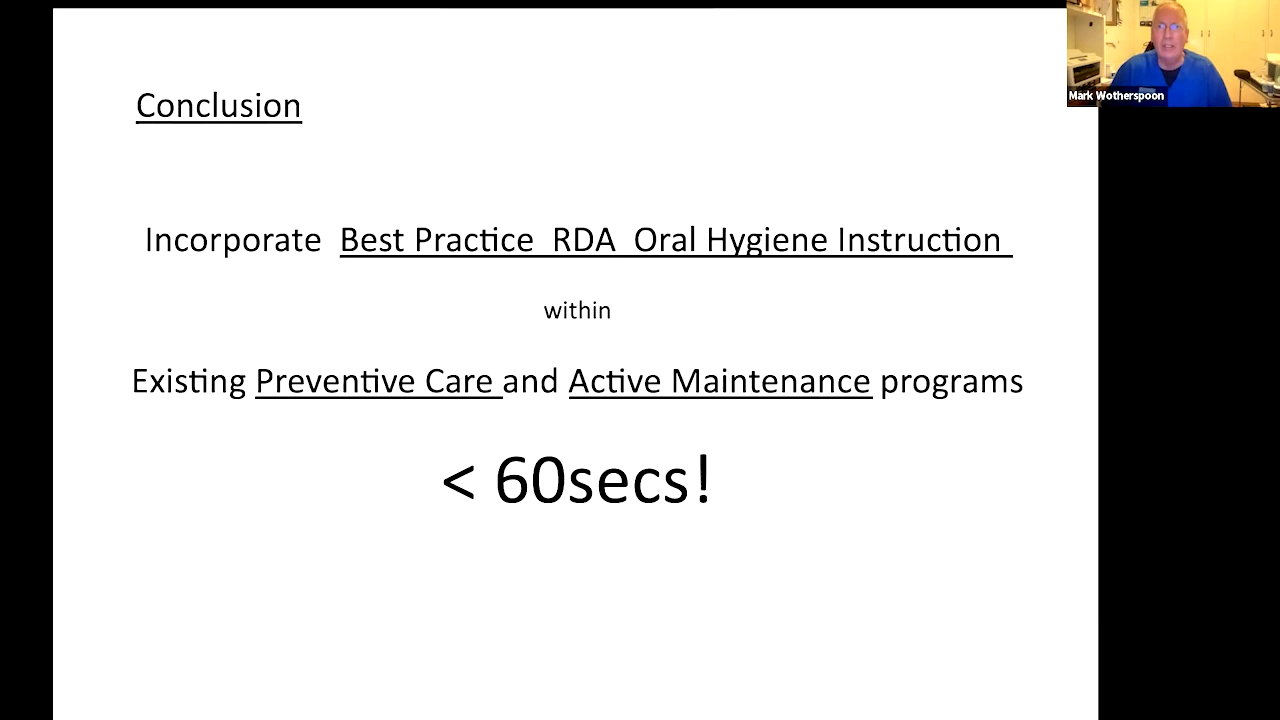 Mark Wotherspoon
Conclusion
Incorporate Best Practice RDA Oral Hygiene Instruction
within
Existing Preventive Care and Active Maintenance programs
< 60secs!